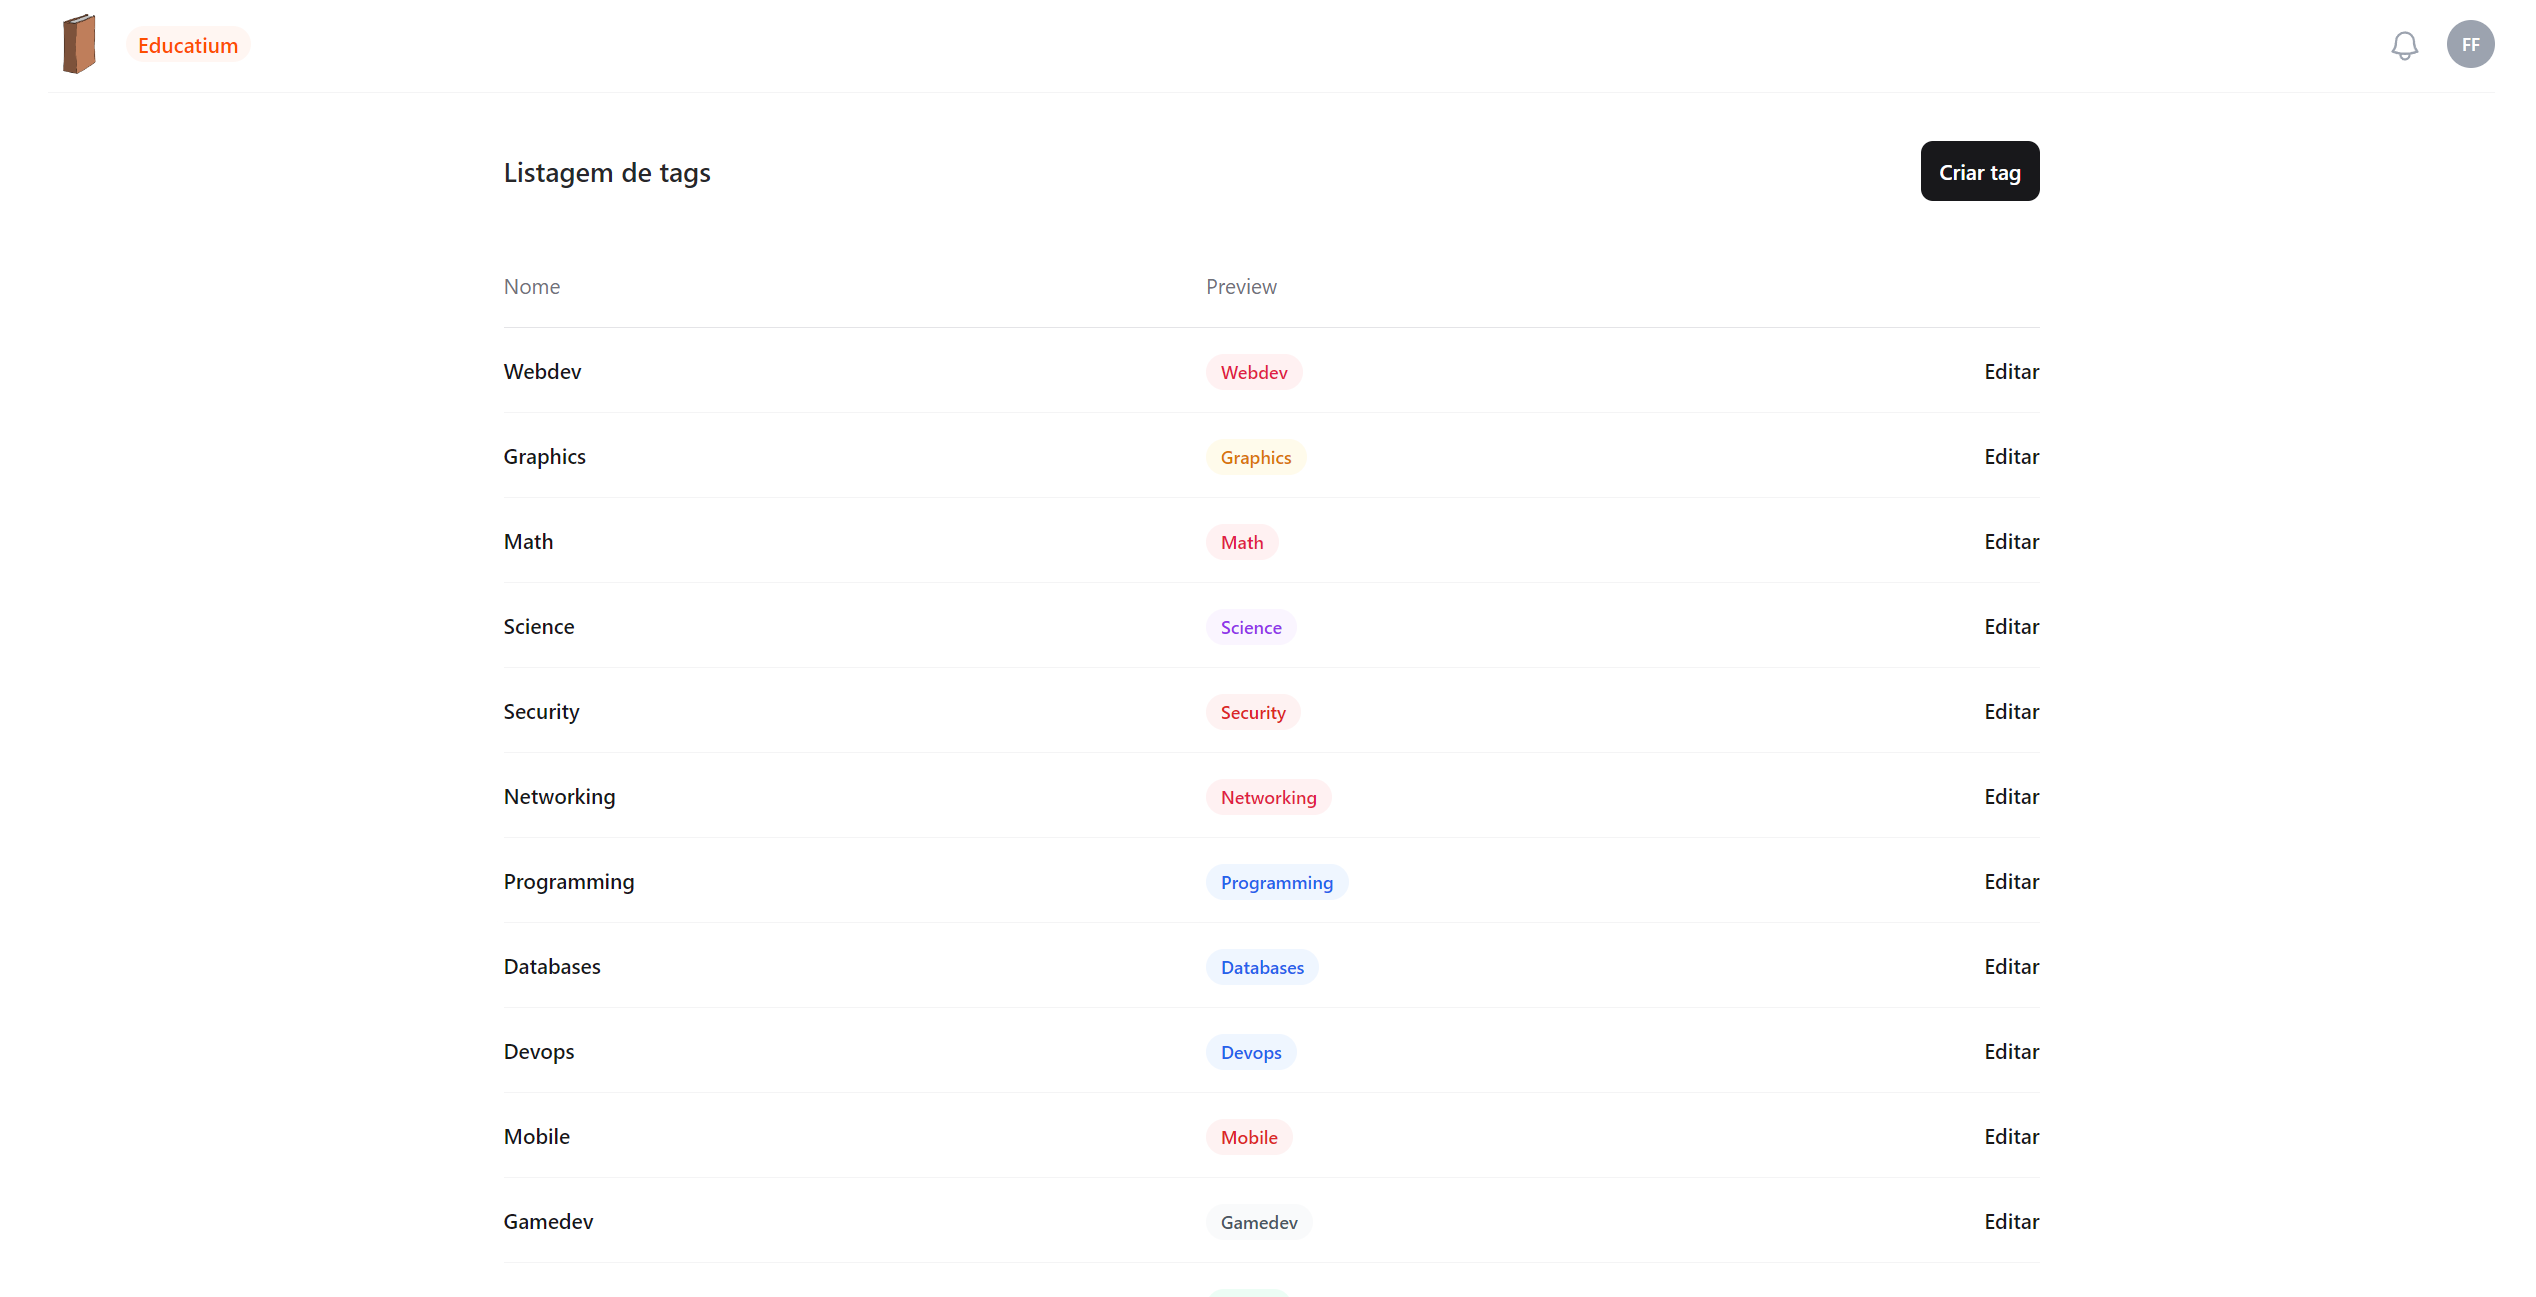 Educatium FF
Listagem de tags Criar tag
Nome Preview
Webdev Webdev Editar
Graphics Graphics Editar
Math Math Editar
Science Science Editar
Security Security Editar
Networking Networking Editar
Programming Programming Editar
Databases Databases Editar
Devops Devops Editar
Mobile Mobile Editar
Gamedev Gamedev Editar